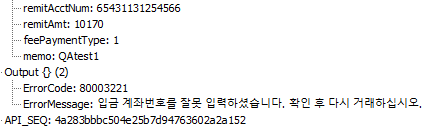 remitAcctNum: 65431131254566
remitAmt: 10170
feePaymentType: 1
memo: QAtest1
Output {} (2)
ErrorCode: 80003221
ErrorMessage: 입금 계좌번호를 잘못 입력하셨습니다. 확인 후 다시 거래하십시오.
API_SEQ: 4a283bbbc504e25b7d94763602a2a152